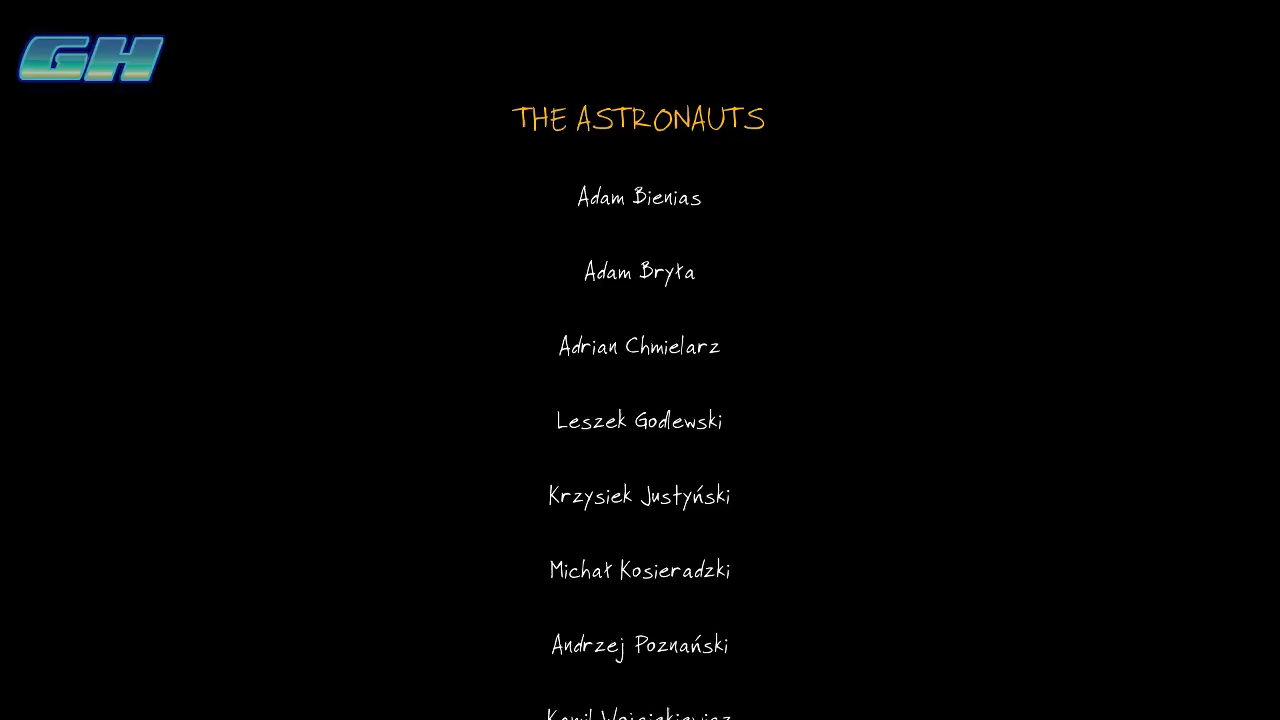 GH
THE ASTRONAUTS
Adam Bienias
Adam Bryła
Adrian Chmielarz
Leszek Godlewski
Krzysiek Justyński
Michał Kosieradzki
Andrzej Poznański